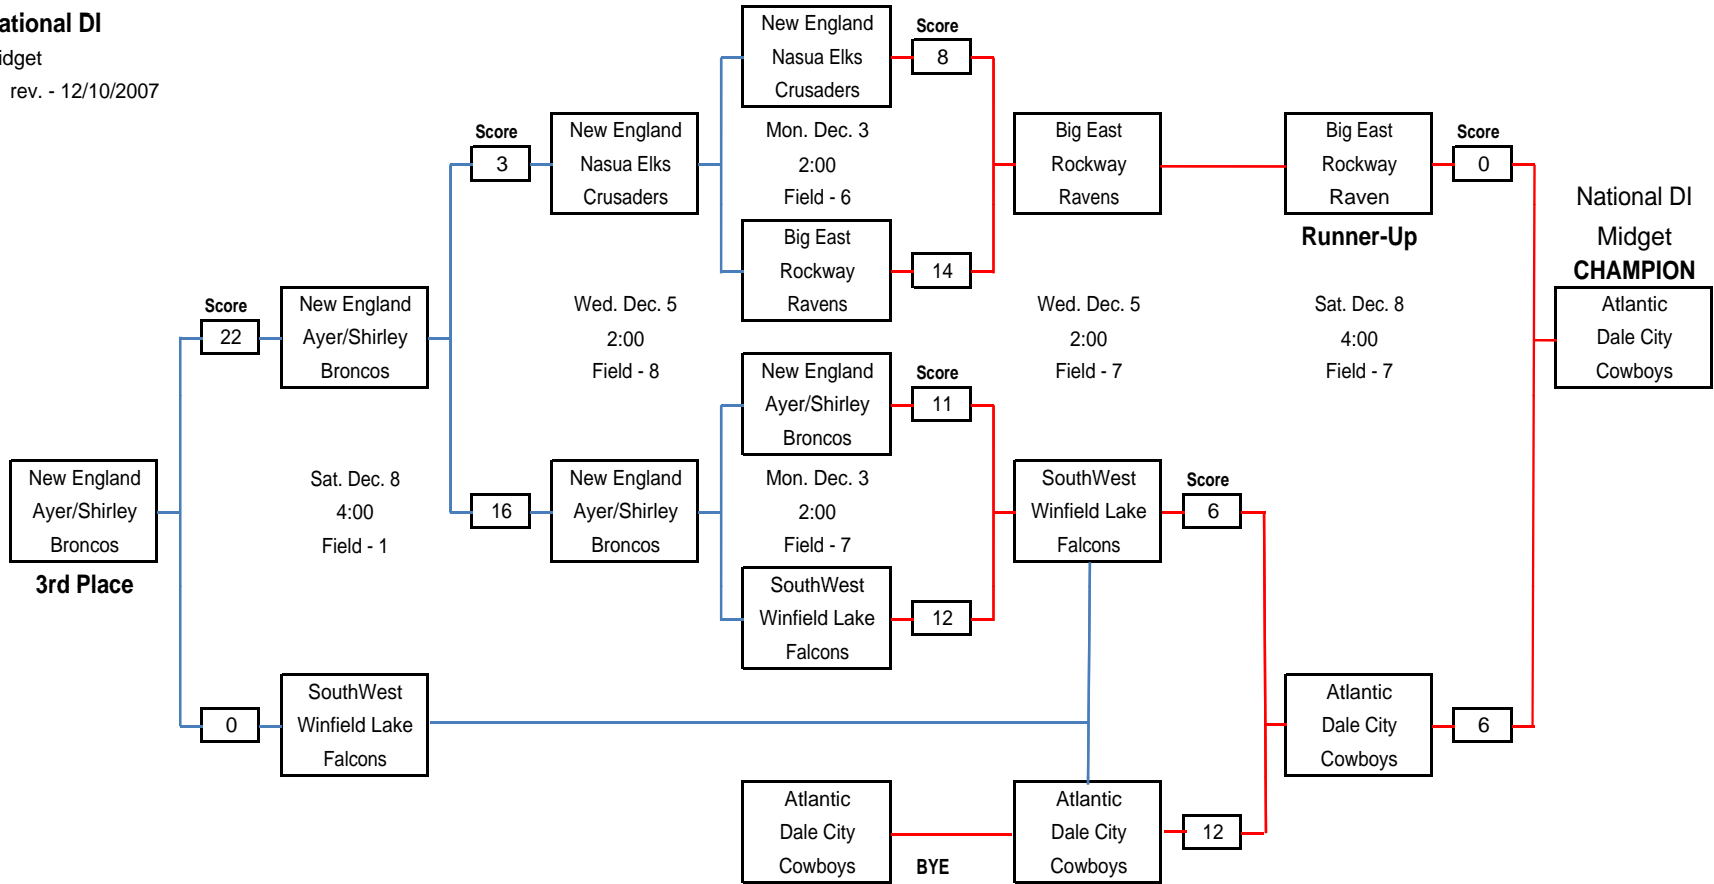 ational DI
idget
rev. - 12/10/2007
New England
Nasua Elks
Crusaders
Score
8
Mon. Dec. 3
2:00
Field - 6
Big East
Rockway
Ravens
14
Score
3
New England
Nasua Elks
Crusaders
Big East
Rockway
Ravens
Big East
Rockway
Raven
Runner-Up
Score
0
National DI
Midget
CHAMPION
Atlantic
Dale City
Cowboys
Score
22
New England
Ayer/Shirley
Broncos
Wed. Dec. 5
2:00
Field - 8
Wed. Dec. 5
2:00
Field - 7
Sat. Dec. 8
4:00
Field - 7
New England
Ayer/Shirley
Broncos
Score
11
Mon. Dec. 3
2:00
Field - 7
SouthWest
Winfield Lake
Falcons
12
New England
Ayer/Shirley
Broncos
3rd Place
Sat. Dec. 8
4:00
Field - 1
16
New England
Ayer/Shirley
Broncos
SouthWest
Winfield Lake
Falcons
Score
6
0
SouthWest
Winfield Lake
Falcons
Atlantic
Dale City
Cowboys
6
Atlantic
Dale City
Cowboys
BYE
Atlantic
Dale City
Cowboys
12